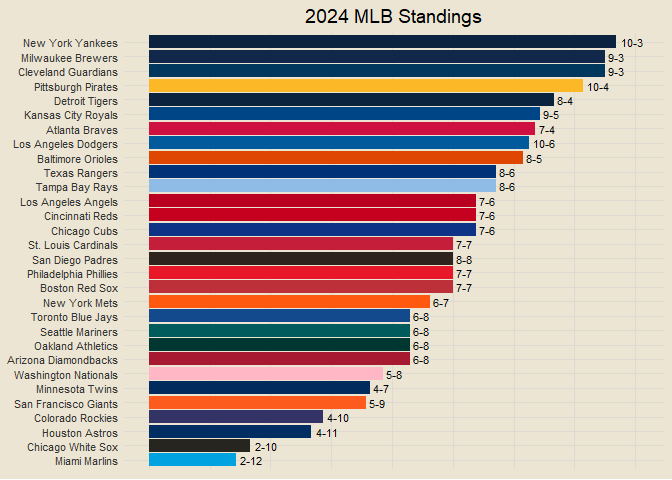 2024 MLB Standings
New York Yankees 10-3
Milwaukee Brewers 9-3
Cleveland Guardians 9-3
Pittsburgh Pirates 10-4
Detroit Tigers 8-4
Kansas City Royals 9-5
Atlanta Braves 7-4
Los Angeles Dodgers 10-6
Baltimore Orioles 8-5
Texas Rangers 8-6
Tampa Bay Rays 8-6
Los Angeles Angels 7-6
Cincinnati Reds 7-6
Chicago Cubs 7-6
St. Louis Cardinals 7-7
San Diego Padres 8-8
Philadelphia Phillies 7-7
Boston Red Sox 7-7
New York Mets 6-7
Toronto Blue Jays 6-8
Seattle Mariners 6-8
Oakland Athletics 6-8
Arizona Diamondbacks 6-8
Washington Nationals 5-8
Minnesota Twins 4-7
San Francisco Giants 5-9
Colorado Rockies 4-10
Houston Astros 4-11
Chicago White Sox 2-10
Miami Marlins 2-12